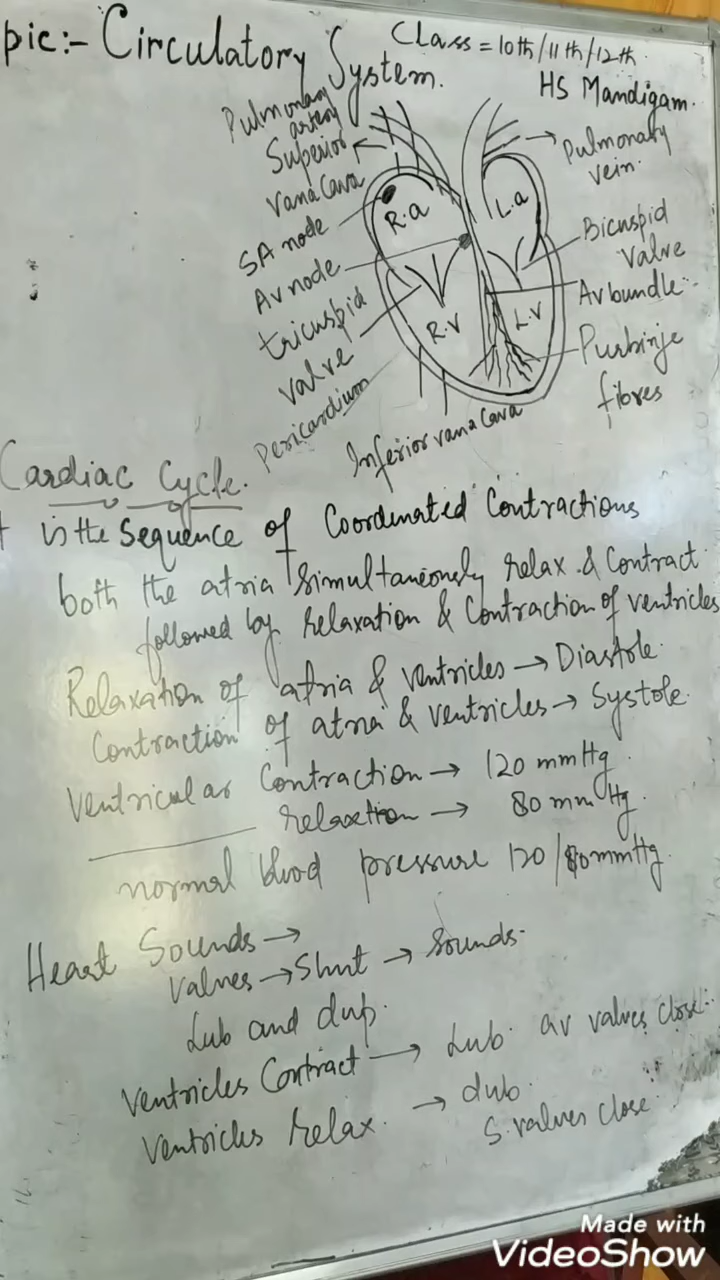 pic:- Circulatory System.
Class = 10th/11th/12th.
HS Mandigam.
Pulmonary artery
Superior vana Cava
SA node
Av node
tricuspid valve
Pericardium
Inferior vana Cava
Pulmonary vein.
Bicuspid Valve
Av bundle
Purbinje fibres
R.a
L.a
R.V
L.V
Cardiac Cycle.
t is the Sequence of Coordinated Contractions
both the atria simultaneously relax & Contract
followed by relaxation & Contraction of ventricles
Relaxation of atria & ventricles → Diastole.
Contraction of atria & ventricles → Systole.
Ventricular Contraction → 120 mmHg.
relaxation → 80 mm Hg.
normal blood pressure 120/80mmHg.
Heart Sounds →
Valves → Shut → Sounds.
Lub and dup.
Ventricles Contract → Lub. av valves close.
Ventricles relax. → dub.
S. valves close.
Made with
VideoShow